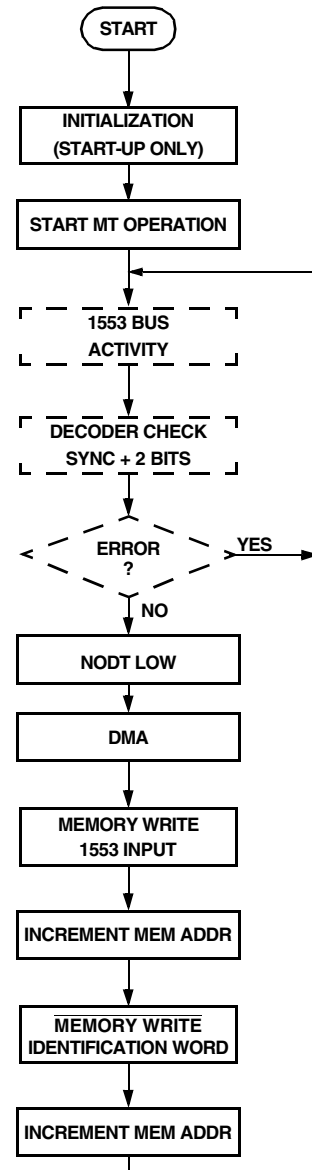 START
INITIALIZATION
(START-UP ONLY)
START MT OPERATION
1553 BUS
ACTIVITY
DECODER CHECK
SYNC + 2 BITS
ERROR
?
YES
NO
NODT LOW
DMA
MEMORY WRITE
1553 INPUT
INCREMENT MEM ADDR
MEMORY WRITE
IDENTIFICATION WORD
INCREMENT MEM ADDR